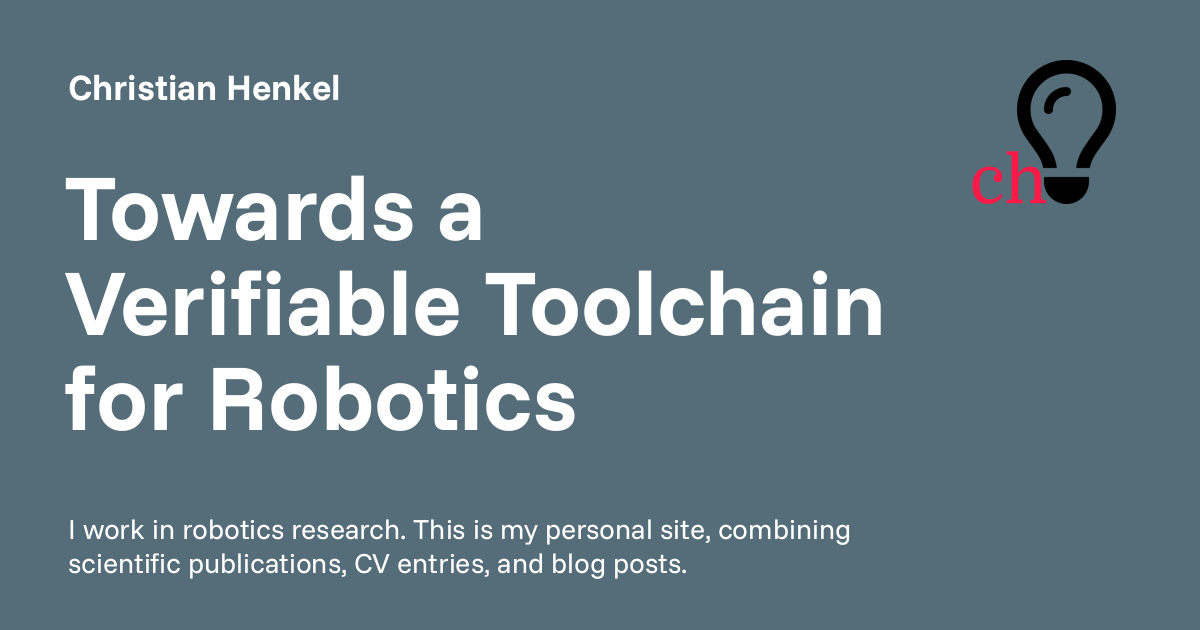 Christian Henkel
ch
Towards a
Verifiable Toolchain
for Robotics
I work in robotics research. This is my personal site, combining
scientific publications, CV entries, and blog posts.